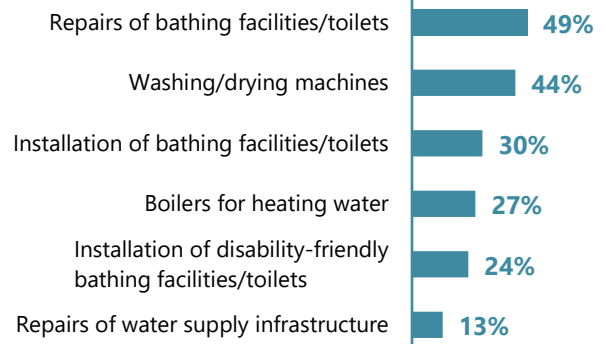 Repairs of bathing facilities/toilets 49%
Washing/drying machines 44%
Installation of bathing facilities/toilets 30%
Boilers for heating water 27%
Installation of disability-friendly
bathing facilities/toilets 24%
Repairs of water supply infrastructure 13%